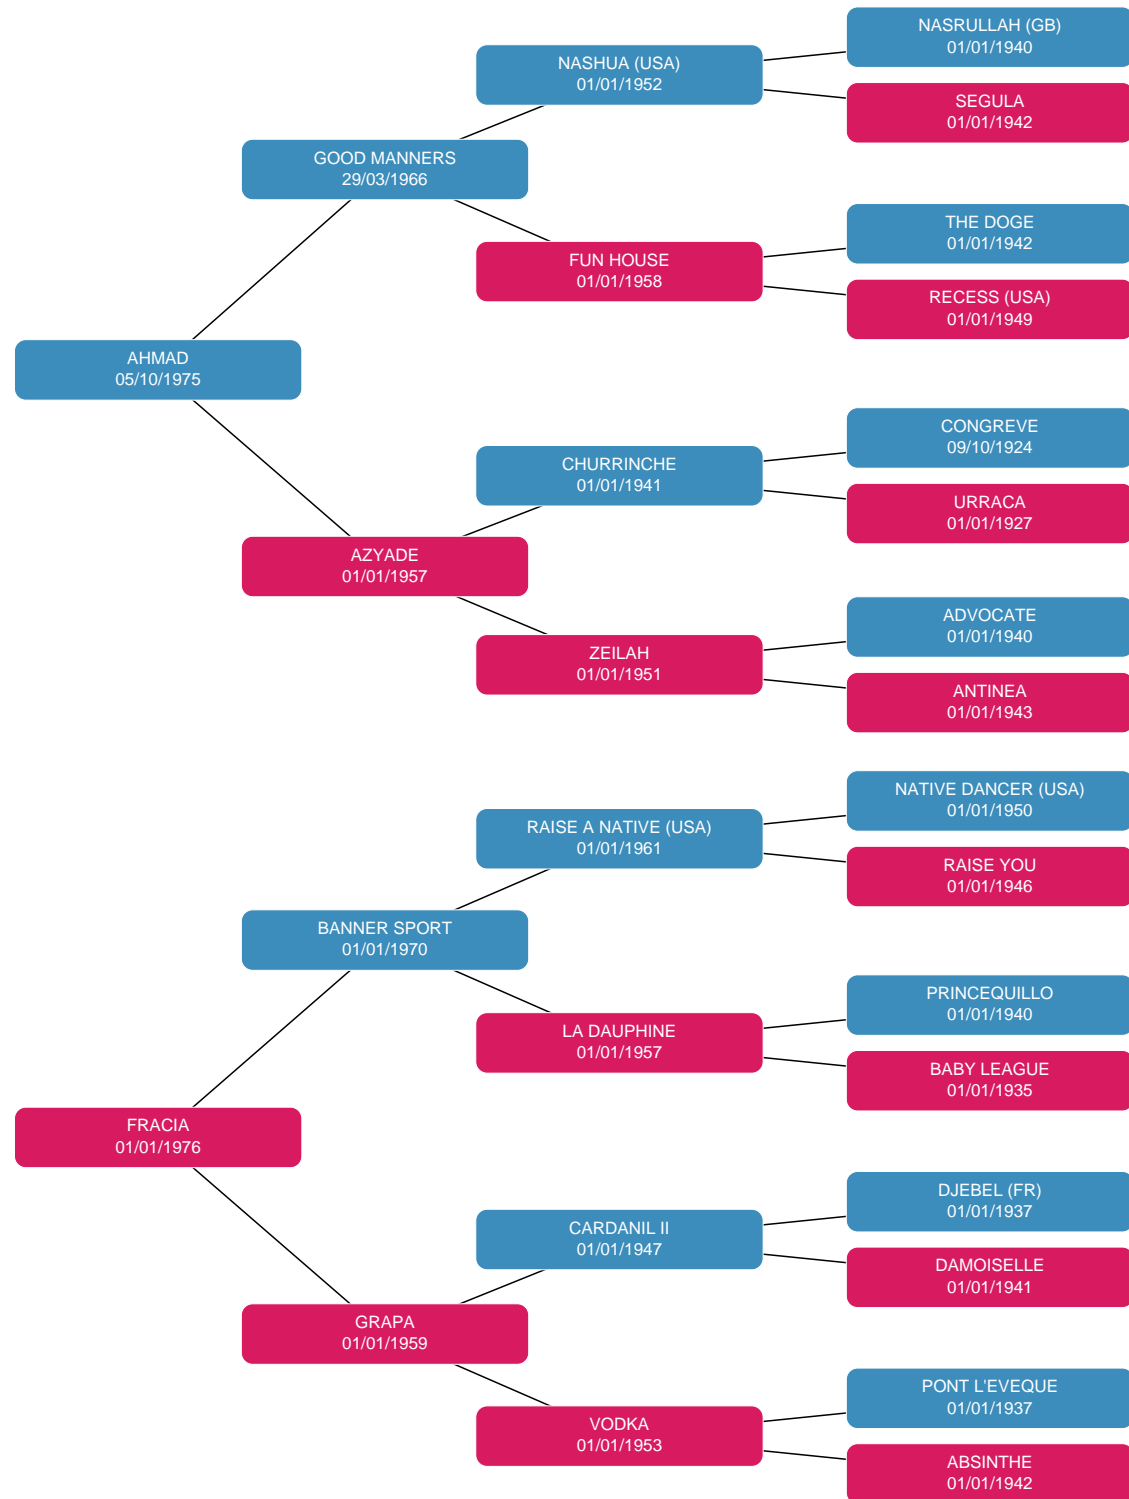 NASRULLAH (GB)
01/01/1940
NASHUA (USA)
01/01/1952
SEGULA
01/01/1942
GOOD MANNERS
29/03/1966
THE DOGE
01/01/1942
FUN HOUSE
01/01/1958
RECESS (USA)
01/01/1949
AHMAD
05/10/1975
CONGREVE
09/10/1924
CHURRINCHE
01/01/1941
URRACA
01/01/1927
AZYADE
01/01/1957
ADVOCATE
01/01/1940
ZEILAH
01/01/1951
ANTINEA
01/01/1943
NATIVE DANCER (USA)
01/01/1950
RAISE A NATIVE (USA)
01/01/1961
RAISE YOU
01/01/1946
BANNER SPORT
01/01/1970
PRINCEQUILLO
01/01/1940
LA DAUPHINE
01/01/1957
BABY LEAGUE
01/01/1935
FRACIA
01/01/1976
DJEBEL (FR)
01/01/1937
CARDANIL II
01/01/1947
DAMOISELLE
01/01/1941
GRAPA
01/01/1959
PONT L'EVEQUE
01/01/1937
VODKA
01/01/1953
ABSINTHE
01/01/1942